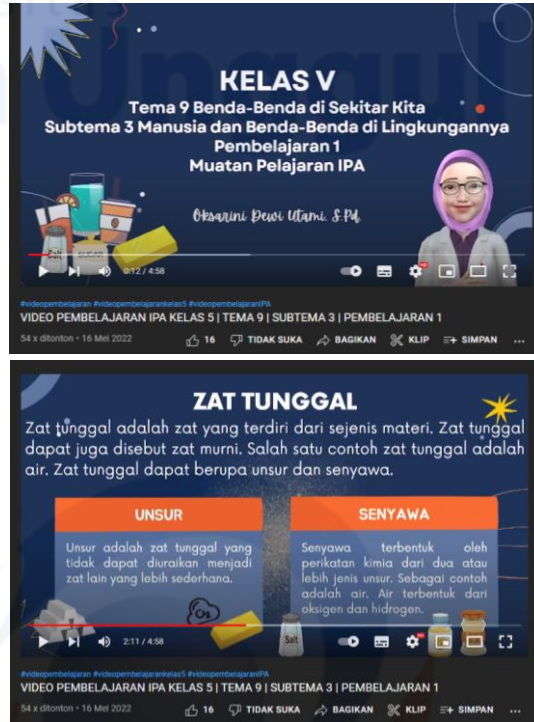 Unggul
KELAS V
Tema 9 Benda-Benda di Sekitar Kita
Subtema 3 Manusia dan Benda-Benda di Lingkungannya
Pembelajaran 1
Muatan Pelajaran IPA
Oksarini Dewi Utami. S.Pd.
Salt
SUGAR
0:12 / 4:58
#videopembelajaran #videopembelajarankelas5 #videopembelajaranIPA
VIDEO PEMBELAJARAN IPA KELAS 5 | TEMA 9 | SUBTEMA 3 | PEMBELAJARAN 1
54 x ditonton • 16 Mei 2022 16 TIDAK SUKA BAGIKAN KLIP SIMPAN ...
ZAT TUNGGAL
Zat tunggal adalah zat yang terdiri dari sejenis materi. Zat tunggal
dapat juga disebut zat murni. Salah satu contoh zat tunggal adalah
air. Zat tunggal dapat berupa unsur dan senyawa.
UNSUR
Unsur adalah zat tunggal yang
tidak dapat diuraikan menjadi
zat lain yang lebih sederhana.
SENYAWA
Senyawa terbentuk oleh
perikatan kimia dari dua atau
lebih jenis unsur. Sebagai contoh
adalah air. Air terbentuk dari
oksigen dan hidrogen.
Salt
2:11 / 4:58
#videopembelajaran #videopembelajarankelas5 #videopembelajaranIPA
VIDEO PEMBELAJARAN IPA KELAS 5 | TEMA 9 | SUBTEMA 3 | PEMBELAJARAN 1
54 x ditonton • 16 Mei 2022 16 TIDAK SUKA BAGIKAN KLIP SIMPAN ...